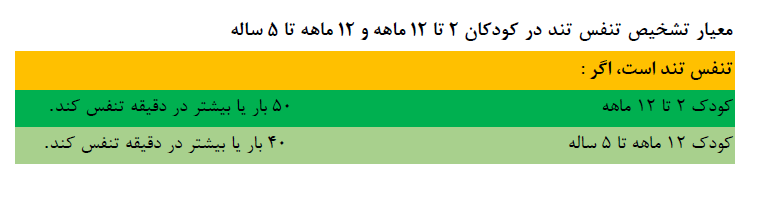 معیار تشخیص تنفس تند در کودکان ۲ تا ۱۲ ماهه و ۱۲ ماهه تا ۵ ساله
تنفس تند است، اگر :
کودک ۲ تا ۱۲ ماهه ۵۰ بار یا بیشتر در دقیقه تنفس کند.
کودک ۱۲ ماهه تا ۵ ساله ۴۰ بار یا بیشتر در دقیقه تنفس کند.